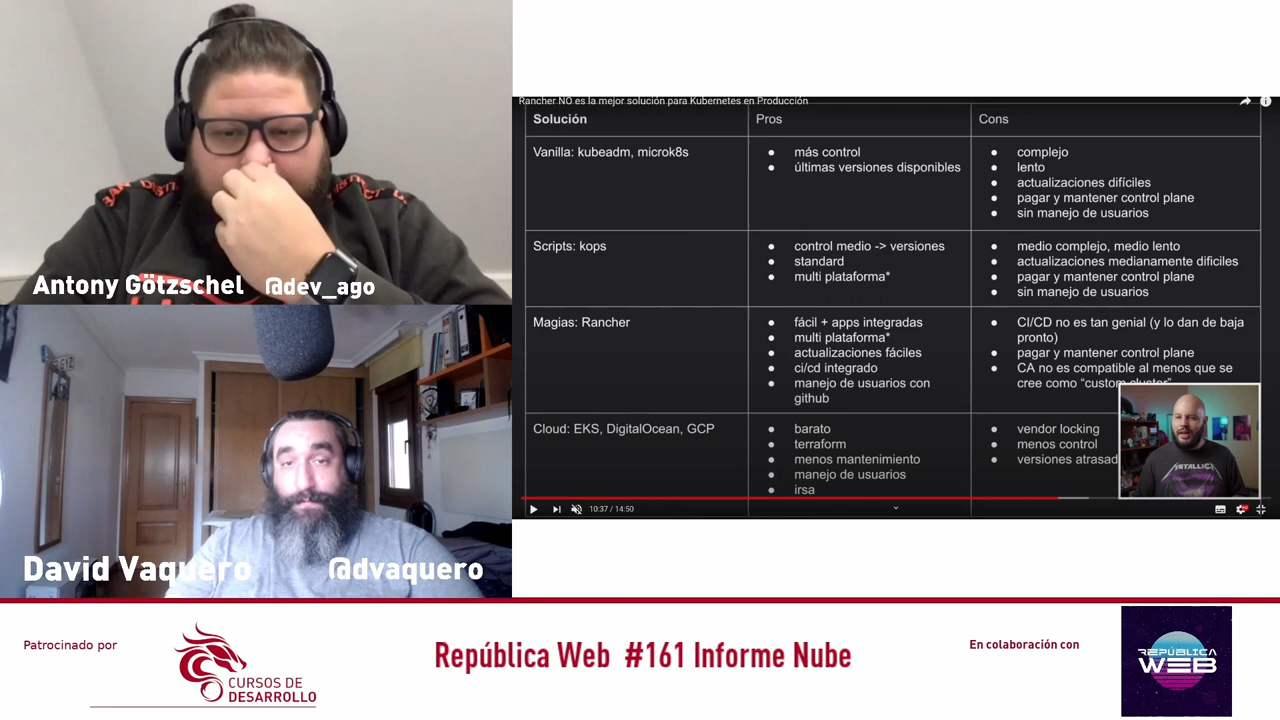 Antony Götzschel @dev_ago
David Vaquero @dvaquero
Rancher NO es la mejor solución para Kubernetes en Producción
Solución Pros Cons
Vanilla: kubeadm, microk8s
más control
últimas versiones disponibles
complejo
lento
actualizaciones difíciles
pagar y mantener control plane
sin manejo de usuarios
Scripts: kops
control medio -> versiones
standard
multi plataforma*
medio complejo, medio lento
actualizaciones medianamente dificiles
pagar y mantener control plane
sin manejo de usuarios
Magias: Rancher
fácil + apps integradas
multi plataforma*
actualizaciones fáciles
ci/cd integrado
manejo de usuarios con
github
CI/CD no es tan genial (y lo dan de baja
pronto)
pagar y mantener control plane
CA no es compatible al menos que se
cree como "custom cluster"
Cloud: EKS, DigitalOcean, GCP
barato
terraform
menos mantenimiento
manejo de usuarios
irsa
vendor locking
menos control
versiones atrasad
METALLICA
10:37 / 14:50
Patrocinado por
CURSOS DE
DESARROLLO
República Web #161 Informe Nube
En colaboración con
REPÚBLICA
WEB